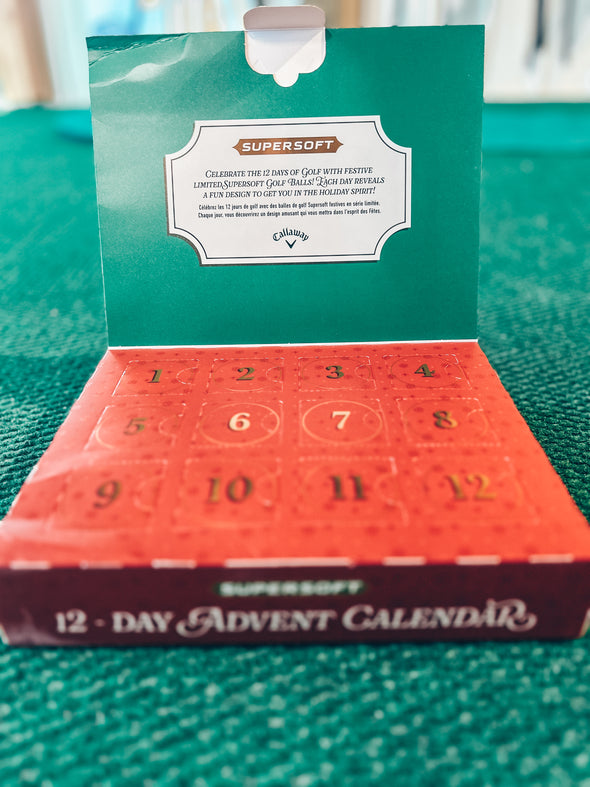 SUPERSOFT
CELEBRATE THE 12 DAYS OF GOLF WITH FESTIVE
LIMITED SUPERSOFT GOLF BALLS! EACH DAY REVEALS
A FUN DESIGN TO GET YOU IN THE HOLIDAY SPIRIT!
Célébrez les 12 jours de golf avec des balles de golf Supersoft festives en série limitée.
Chaque jour, vous découvrirez un design amusant qui vous mettra dans l'esprit des Fêtes.
Callaway
1 2 3 4
5 6 7 8
9 10 11 12
SUPERSOFT
12 - DAY ADVENT CALENDAR